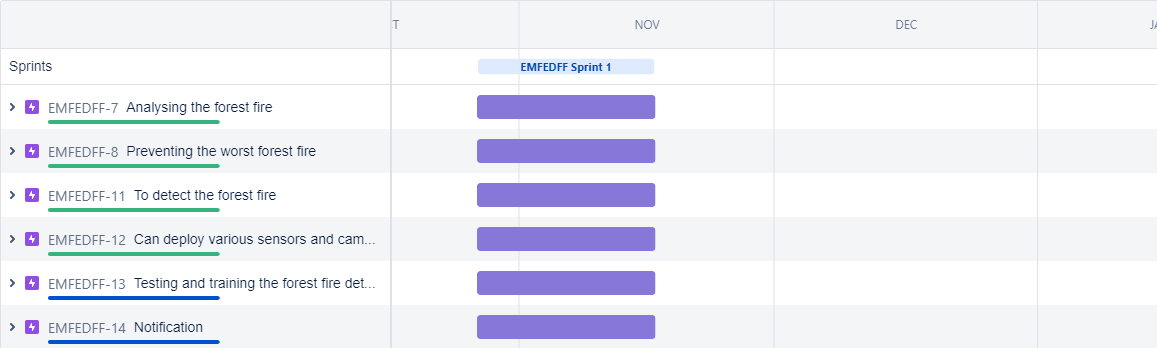 T NOV DEC JA
Sprints EMFEDFF Sprint 1
EMFEDFF-7 Analysing the forest fire
EMFEDFF-8 Preventing the worst forest fire
EMFEDFF-11 To detect the forest fire
EMFEDFF-12 Can deploy various sensors and cam...
EMFEDFF-13 Testing and training the forest fire det...
EMFEDFF-14 Notification